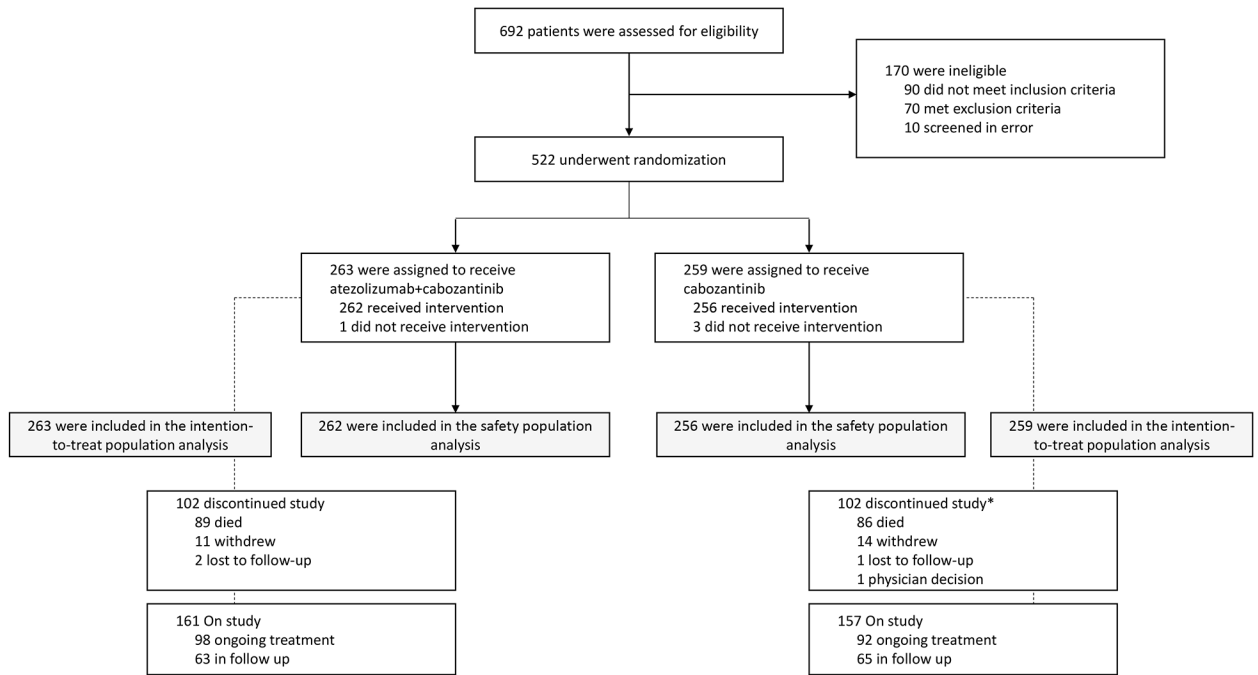 692 patients were assessed for eligibility
170 were ineligible
90 did not meet inclusion criteria
70 met exclusion criteria
10 screened in error
522 underwent randomization
263 were assigned to receive
atezolizumab+cabozantinib
262 received intervention
1 did not receive intervention
259 were assigned to receive
cabozantinib
256 received intervention
3 did not receive intervention
263 were included in the intention-
to-treat population analysis
262 were included in the safety population
analysis
256 were included in the safety population
analysis
259 were included in the intention-
to-treat population analysis
102 discontinued study
89 died
11 withdrew
2 lost to follow-up
102 discontinued study*
86 died
14 withdrew
1 lost to follow-up
1 physician decision
161 On study
98 ongoing treatment
63 in follow up
157 On study
92 ongoing treatment
65 in follow up